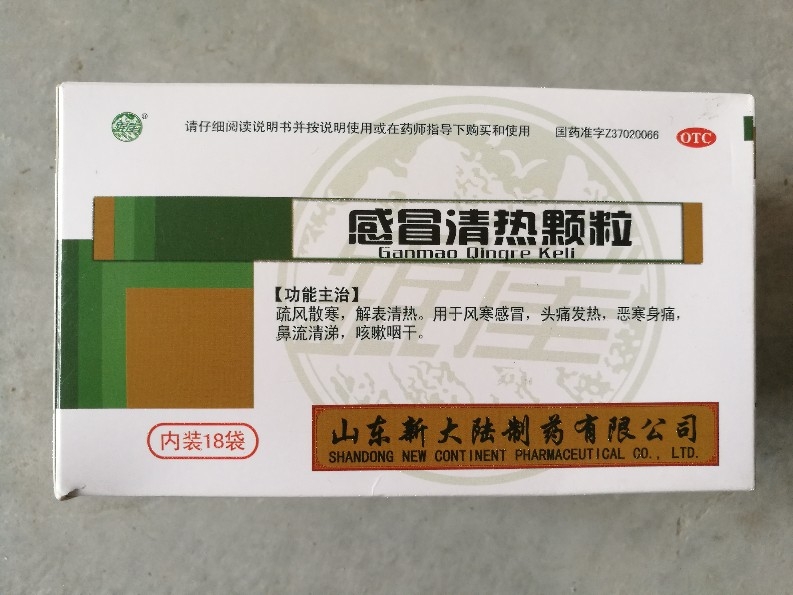 请仔细阅读说明书并按说明使用或在药师指导下购买和使用
国药准字Z37020066
OTC
感冒清热颗粒
Ganmao Qingre Keli
【功能主治】
疏风散寒，解表清热。用于风寒感冒，头痛发热，恶寒身痛，
鼻流清涕，咳嗽咽干。
内装18袋
山东新大陆制药有限公司
SHANDONG NEW CONTINENT PHARMACEUTICAL CO., LTD.